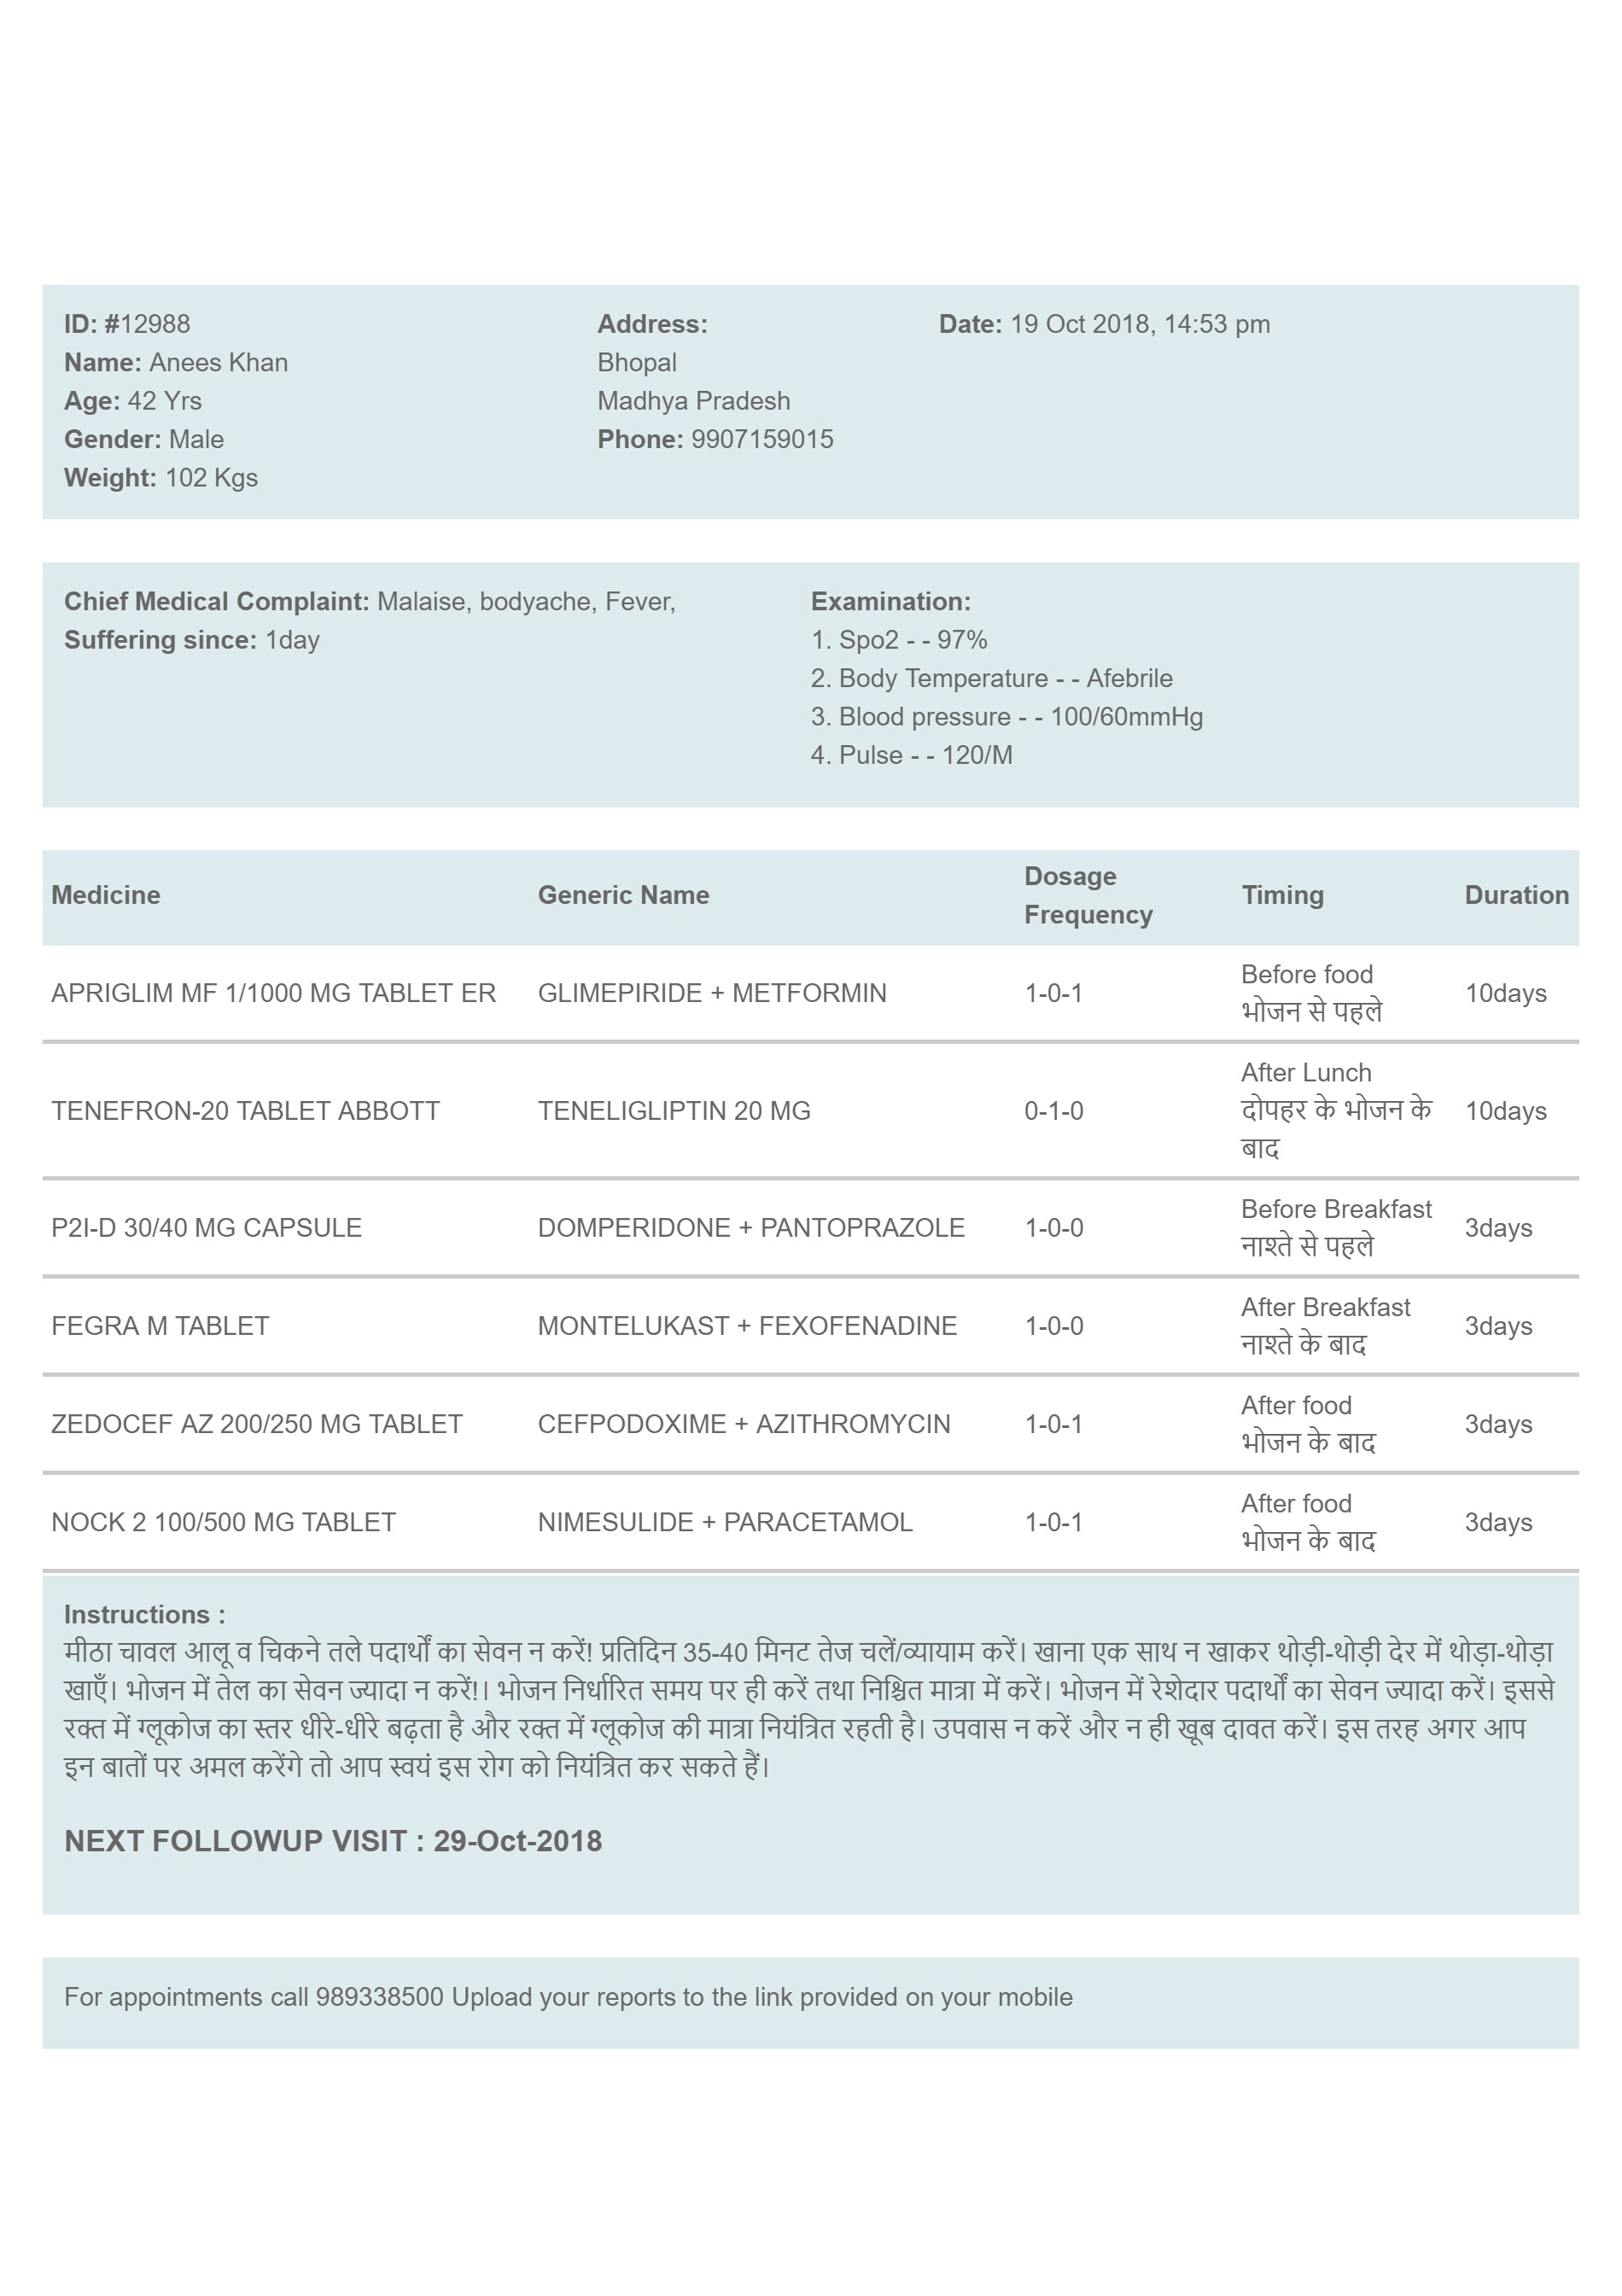 ID: #12988
Name: Anees Khan
Age: 42 Yrs
Gender: Male
Weight: 102 Kgs
Address:
Bhopal
Madhya Pradesh
Phone: 9907159015
Date: 19 Oct 2018, 14:53 pm
Chief Medical Complaint: Malaise, bodyache, Fever,
Suffering since: 1day
Examination:
1. Spo2 - - 97%
2. Body Temperature - - Afebrile
3. Blood pressure - - 100/60mmHg
4. Pulse - - 120/M
Medicine Generic Name Dosage Frequency Timing Duration
APRIGLIM MF 1/1000 MG TABLET ER GLIMEPIRIDE + METFORMIN 1-0-1 Before food 10days
भोजन से पहले
TENEFRON-20 TABLET ABBOTT TENELIGLIPTIN 20 MG 0-1-0 After Lunch 10days
दोपहर के भोजन के
बाद
P2I-D 30/40 MG CAPSULE DOMPERIDONE + PANTOPRAZOLE 1-0-0 Before Breakfast 3days
नाश्ते से पहले
FEGRA M TABLET MONTELUKAST + FEXOFENADINE 1-0-0 After Breakfast 3days
नाश्ते के बाद
ZEDOCEF AZ 200/250 MG TABLET CEFPODOXIME + AZITHROMYCIN 1-0-1 After food 3days
भोजन के बाद
NOCK 2 100/500 MG TABLET NIMESULIDE + PARACETAMOL 1-0-1 After food 3days
भोजन के बाद
Instructions :
मीठा चावल आलू व चिकने तले पदार्थों का सेवन न करें! प्रतिदिन 35-40 मिनट तेज चलें/व्यायाम करें। खाना एक साथ न खाकर थोड़ी-थोड़ी देर में थोड़ा-थोड़ा
खाएँ। भोजन में तेल का सेवन ज्यादा न करें!। भोजन निर्धारित समय पर ही करें तथा निश्चित मात्रा में करें। भोजन में रेशेदार पदार्थों का सेवन ज्यादा करें। इससे
रक्त में ग्लूकोज का स्तर धीरे-धीरे बढ़ता है और रक्त में ग्लूकोज की मात्रा नियंत्रित रहती है। उपवास न करें और न ही खूब दावत करें। इस तरह अगर आप
इन बातों पर अमल करेंगे तो आप स्वयं इस रोग को नियंत्रित कर सकते हैं।
NEXT FOLLOWUP VISIT : 29-Oct-2018
For appointments call 989338500 Upload your reports to the link provided on your mobile